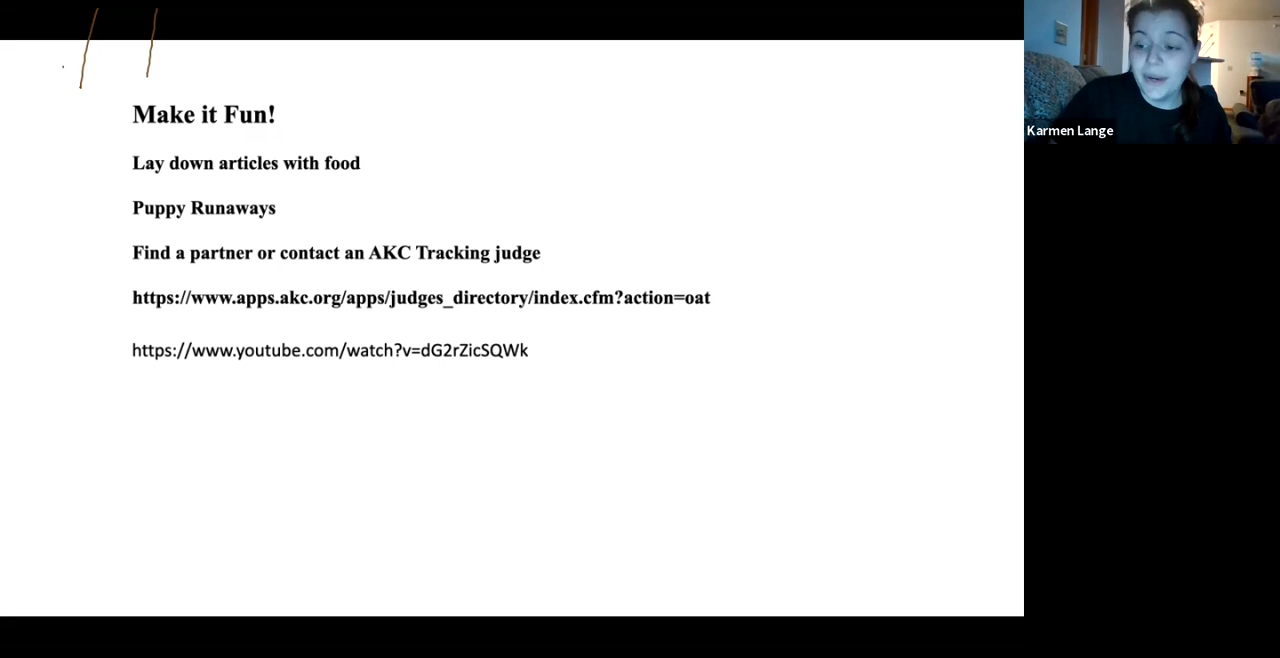 Make it Fun!
Lay down articles with food
Puppy Runaways
Find a partner or contact an AKC Tracking judge
https://www.apps.akc.org/apps/judges_directory/index.cfm?action=oat
https://www.youtube.com/watch?v=dG2rZicSQWk
Karmen Lange